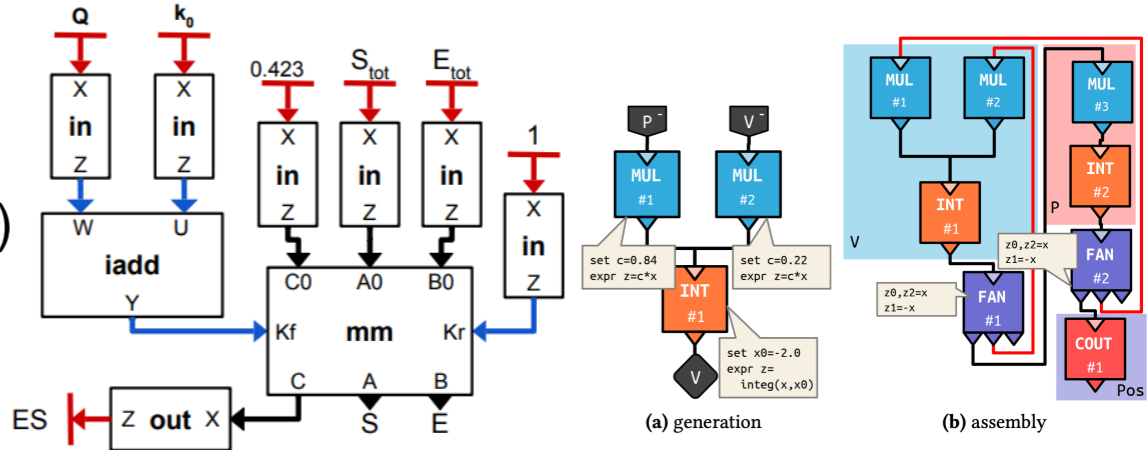 Q
k0
0.423
Stot
Etot
1
X
in
Z
X
in
Z
X
in
Z
X
in
Z
X
in
Z
X
in
Z
)
W U
iadd
Y
C0 A0 B0
Kf mm Kr
C A B
S E
ES
Z out X
P-
V-
MUL
#1
MUL
#2
set c=0.84
expr z=c*x
set c=0.22
expr z=c*x
INT
#1
set x0=-2.0
expr z=
integ(x,x0)
V
(a) generation
MUL
#1
MUL
#2
MUL
#3
INT
#1
INT
#2
V
P
z0,z2=x
z1=-x
FAN
#2
z0,z2=x
z1=-x
FAN
#1
COUT
#1
Pos
(b) assembly